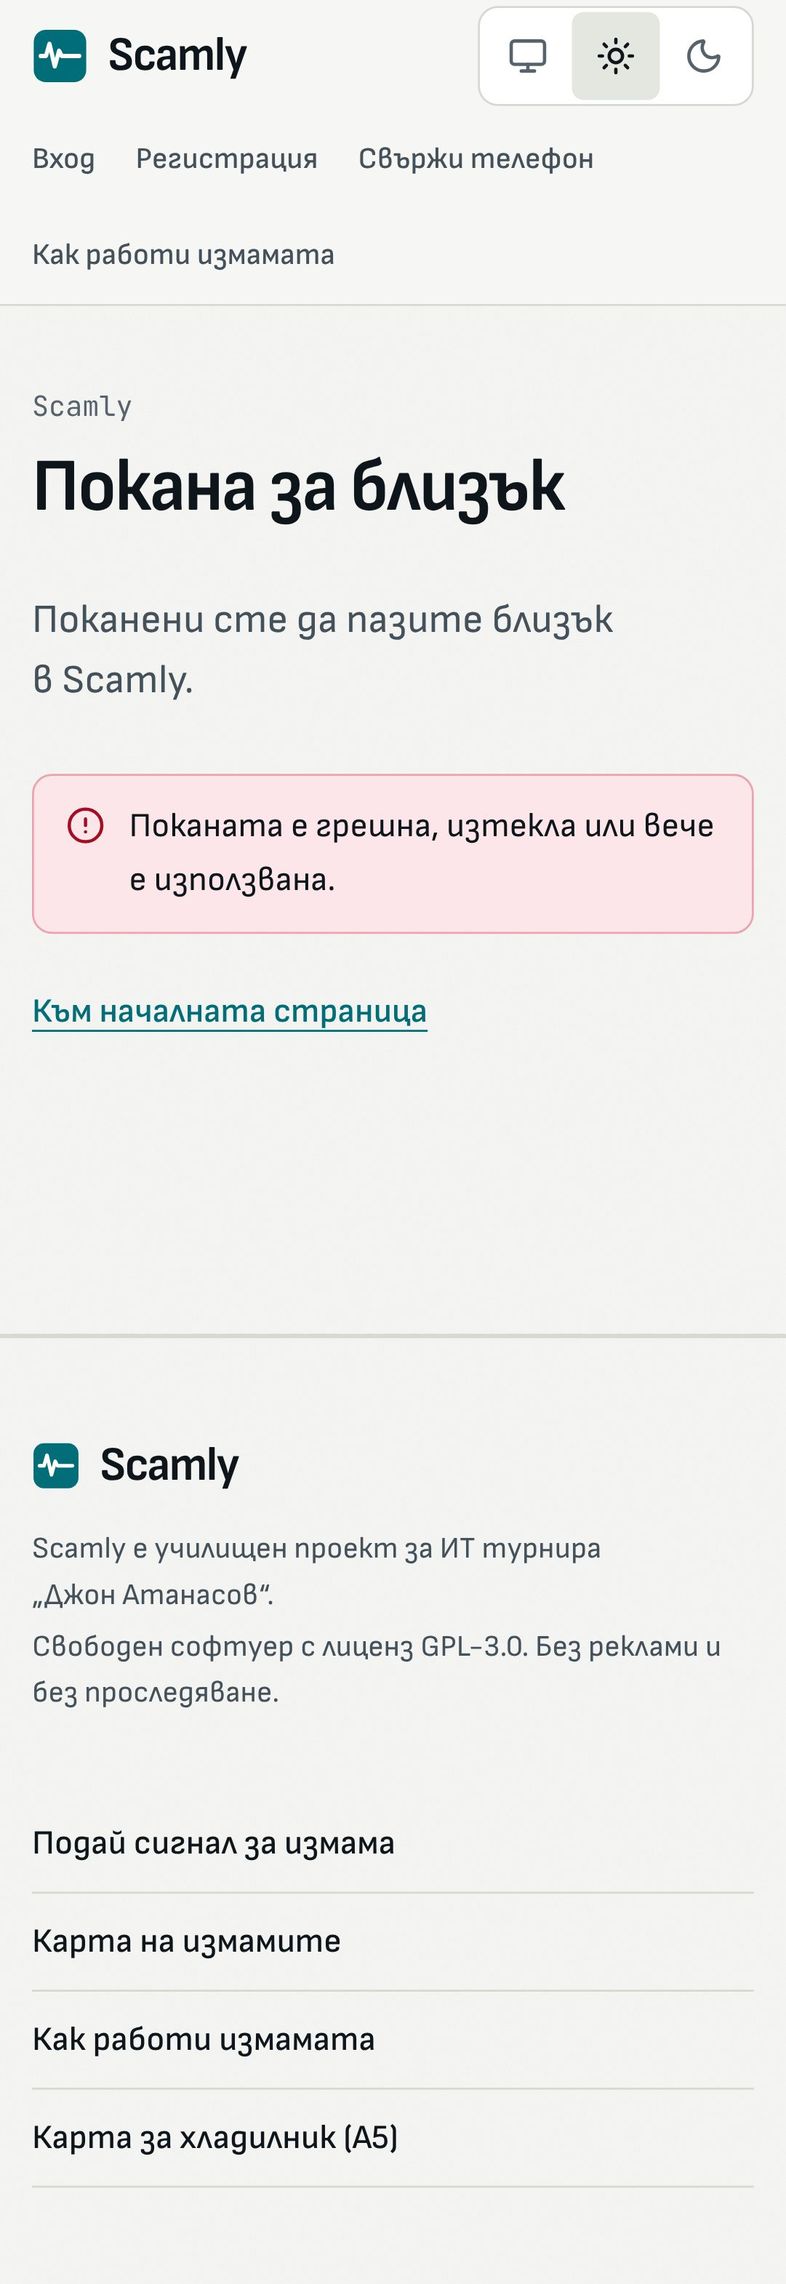 Scamly
Вход Регистрация Свържи телефон
Как работи измамата
Scamly
Покана за близък
Поканени сте да пазите близък
в Scamly.
Поканата е грешна, изтекла или вече
е използвана.
Към началната страница
Scamly
Scamly е училищен проект за ИТ турнира
„Джон Атанасов“.
Свободен софтуер с лиценз GPL-3.0. Без реклами и
без проследяване.
Подай сигнал за измама
Карта на измамите
Как работи измамата
Карта за хладилник (A5)